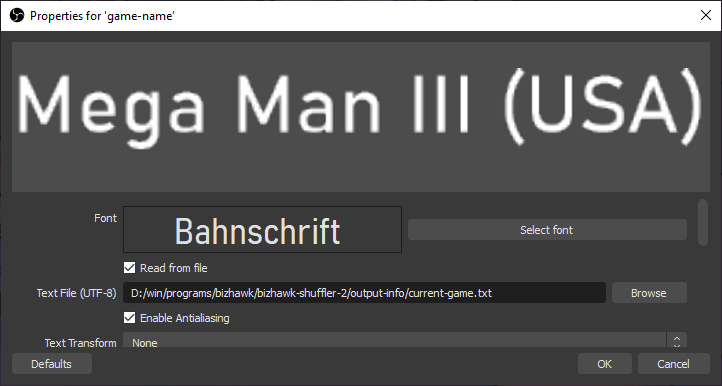 Properties for 'game-name'
Mega Man III (USA)
Font
Bahnschrift
Select font
Read from file
Text File (UTF-8)
D:/win/programs/bizhawk/bizhawk-shuffler-2/output-info/current-game.txt
Browse
Enable Antialiasing
Text Transform
None
Defaults
OK
Cancel